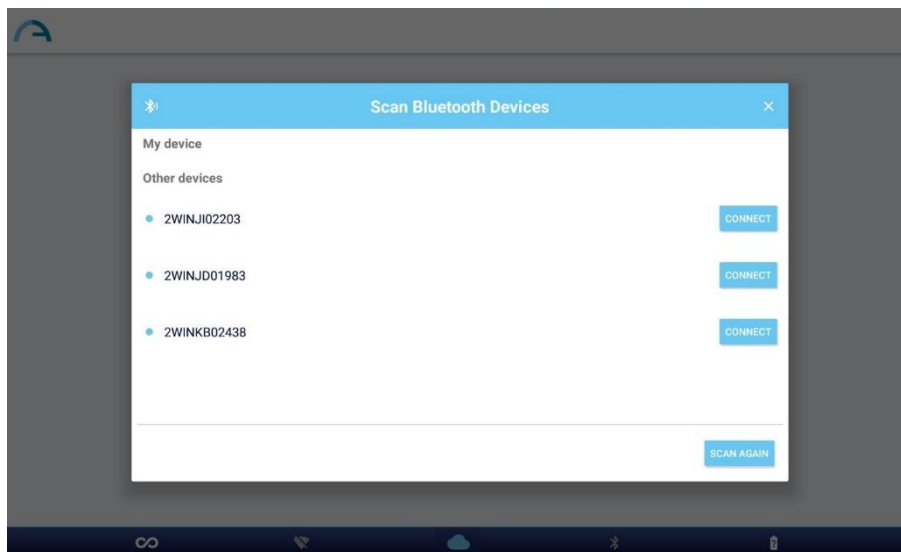 Scan Bluetooth Devices
My device
Other devices
2WINJI02203
CONNECT
2WINJD01983
CONNECT
2WINKB02438
CONNECT
SCAN AGAIN